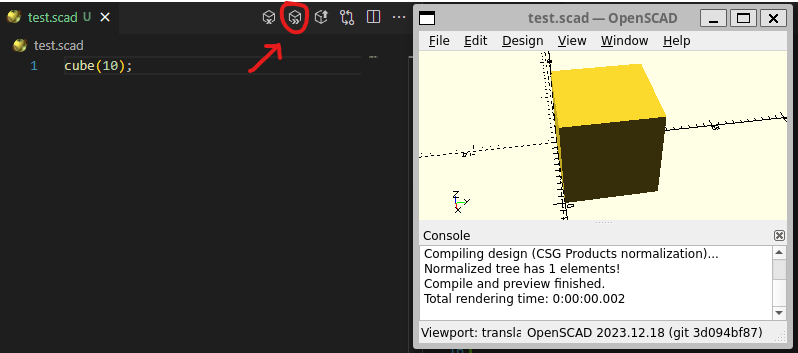 test.scad U
test.scad
1 cube(10);
test.scad — OpenSCAD
File Edit Design View Window Help
Z
Y
X
Console
Compiling design (CSG Products normalization)...
Normalized tree has 1 elements!
Compile and preview finished.
Total rendering time: 0:00:00.002
Viewport: transla OpenSCAD 2023.12.18 (git 3d094bf87)